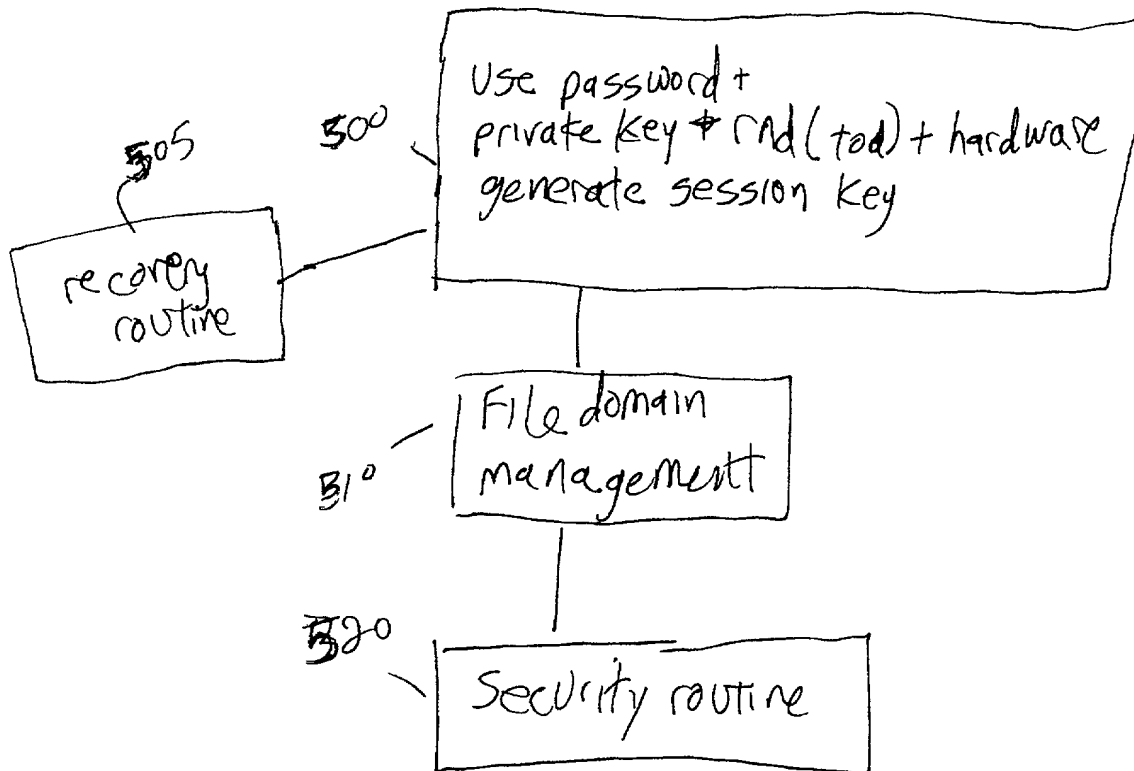 Use password +
private key + rnd(tod) + hardware
generate session key
500
505
recovery
routine
File domain
management
510
520
Security routine